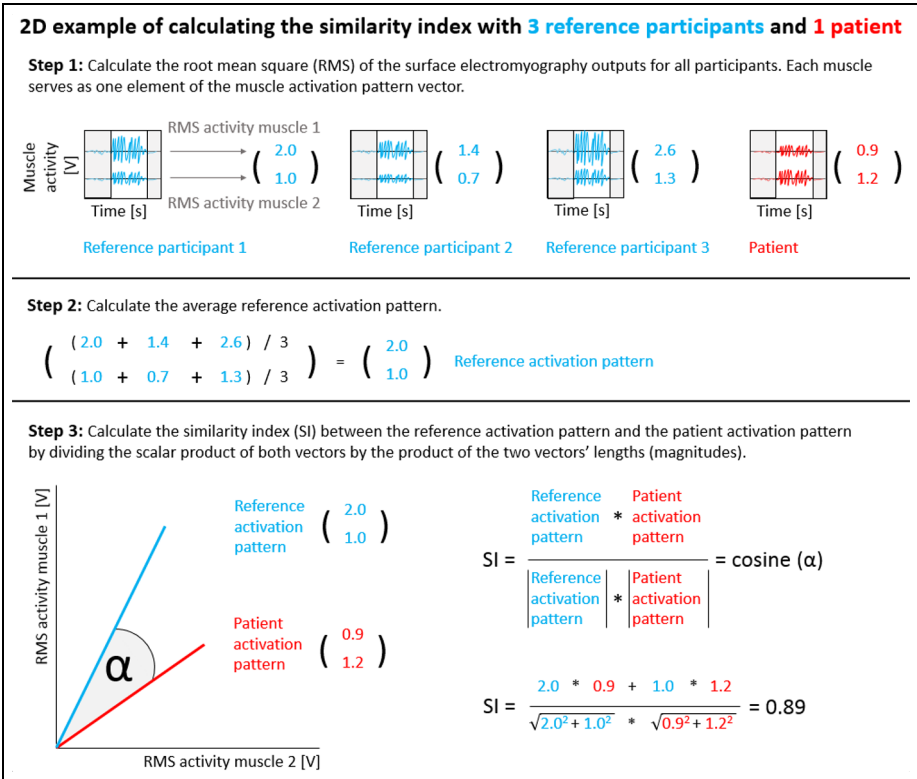 2D example of calculating the similarity index with 3 reference participants and 1 patient
Step 1: Calculate the root mean square (RMS) of the surface electromyography outputs for all participants. Each muscle
serves as one element of the muscle activation pattern vector.
Muscle
activity
[V]
RMS activity muscle 1
RMS activity muscle 2
( 2.0 )
( 1.0 )
Time [s]
Reference participant 1
( 1.4 )
( 0.7 )
Time [s]
Reference participant 2
( 2.6 )
( 1.3 )
Time [s]
Reference participant 3
( 0.9 )
( 1.2 )
Time [s]
Patient
Step 2: Calculate the average reference activation pattern.
( (2.0 + 1.4 + 2.6) / 3 ) = ( 2.0 ) Reference activation pattern
( (1.0 + 0.7 + 1.3) / 3 ) ( 1.0 )
Step 3: Calculate the similarity index (SI) between the reference activation pattern and the patient activation pattern
by dividing the scalar product of both vectors by the product of the two vectors' lengths (magnitudes).
RMS activity muscle 1 [V]
α
RMS activity muscle 2 [V]
Reference
activation
pattern
( 2.0 )
( 1.0 )
Patient
activation
pattern
( 0.9 )
( 1.2 )
Reference Patient
activation * activation
pattern pattern
SI = = cosine (α)
|Reference| |Patient|
|activation| * |activation|
|pattern| |pattern|
2.0 * 0.9 + 1.0 * 1.2
SI = = 0.89
√2.0² + 1.0² * √0.9² + 1.2²